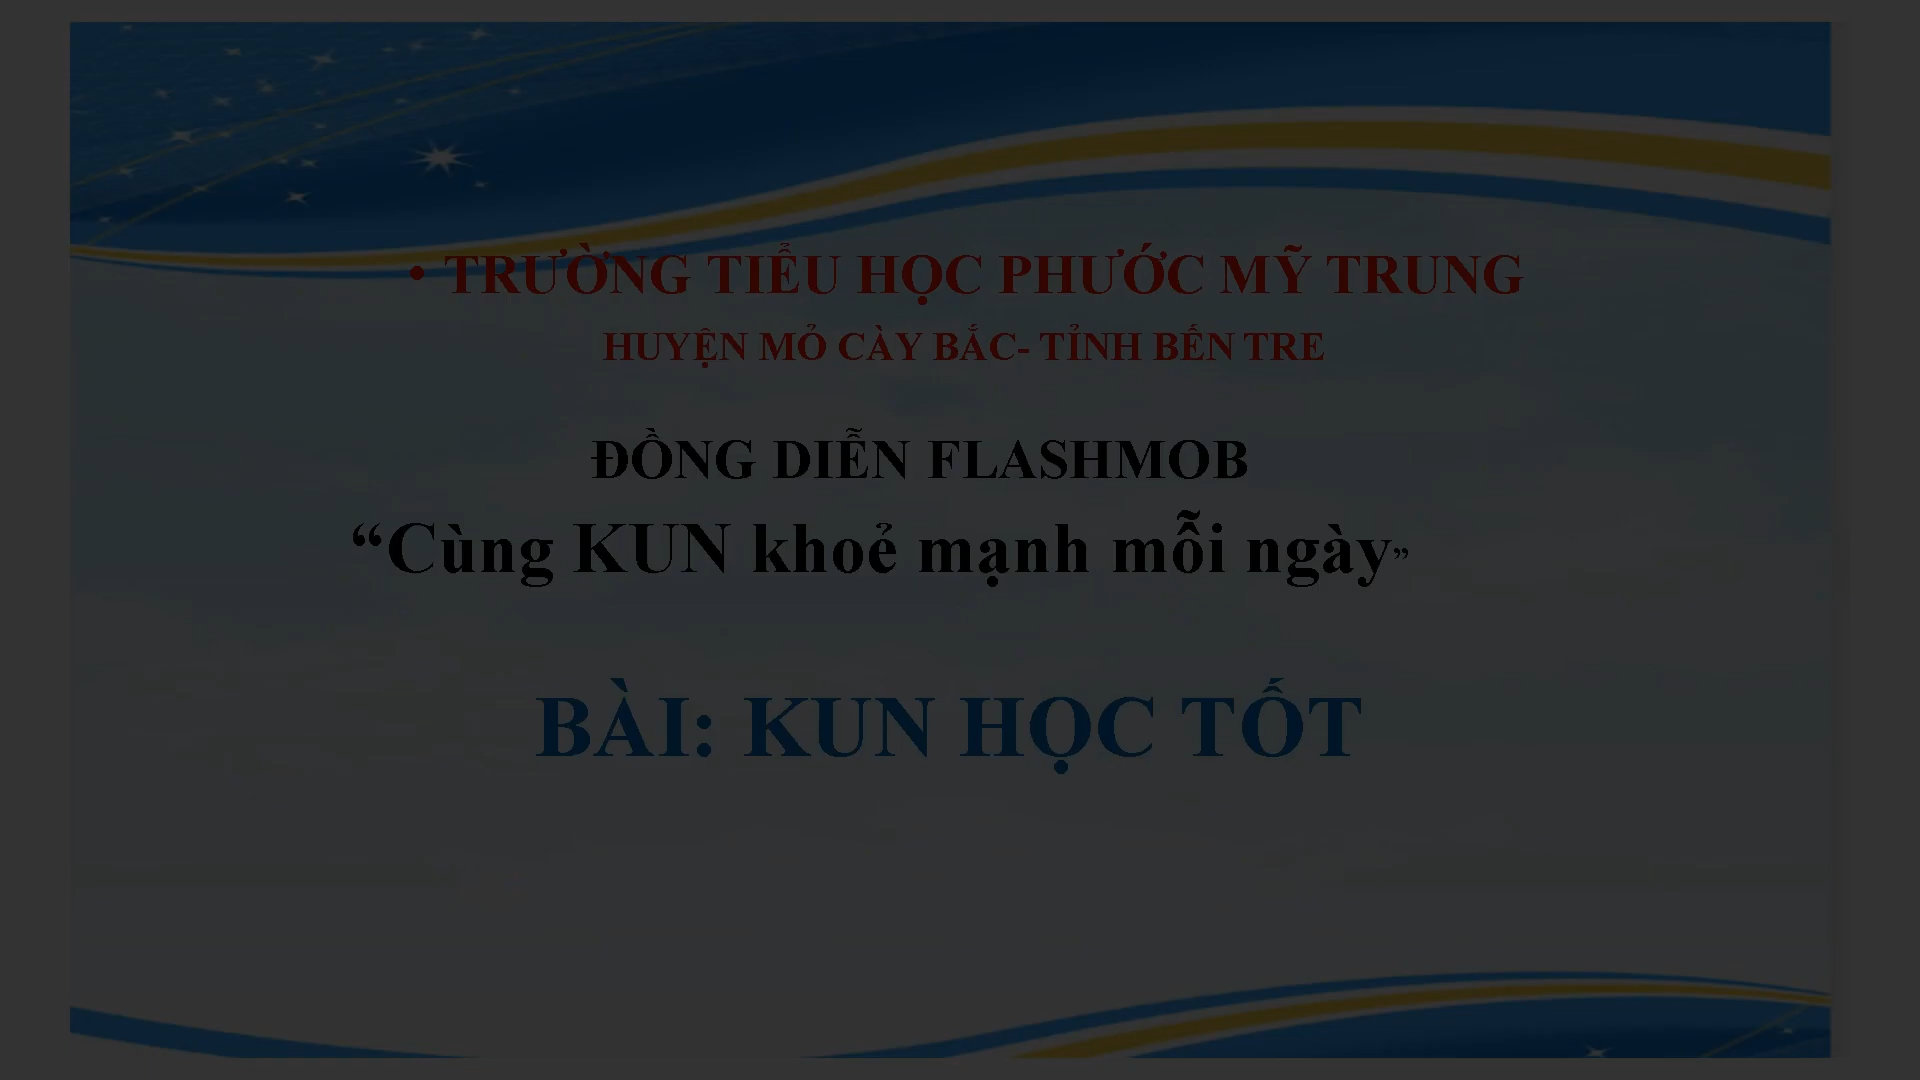 • TRƯỜNG TIỂU HỌC PHƯỚC MỸ TRUNG
HUYỆN MỎ CÀY BẮC- TỈNH BẾN TRE
ĐỒNG DIỄN FLASHMOB
“Cùng KUN khoẻ mạnh mỗi ngày”
BÀI: KUN HỌC TỐT